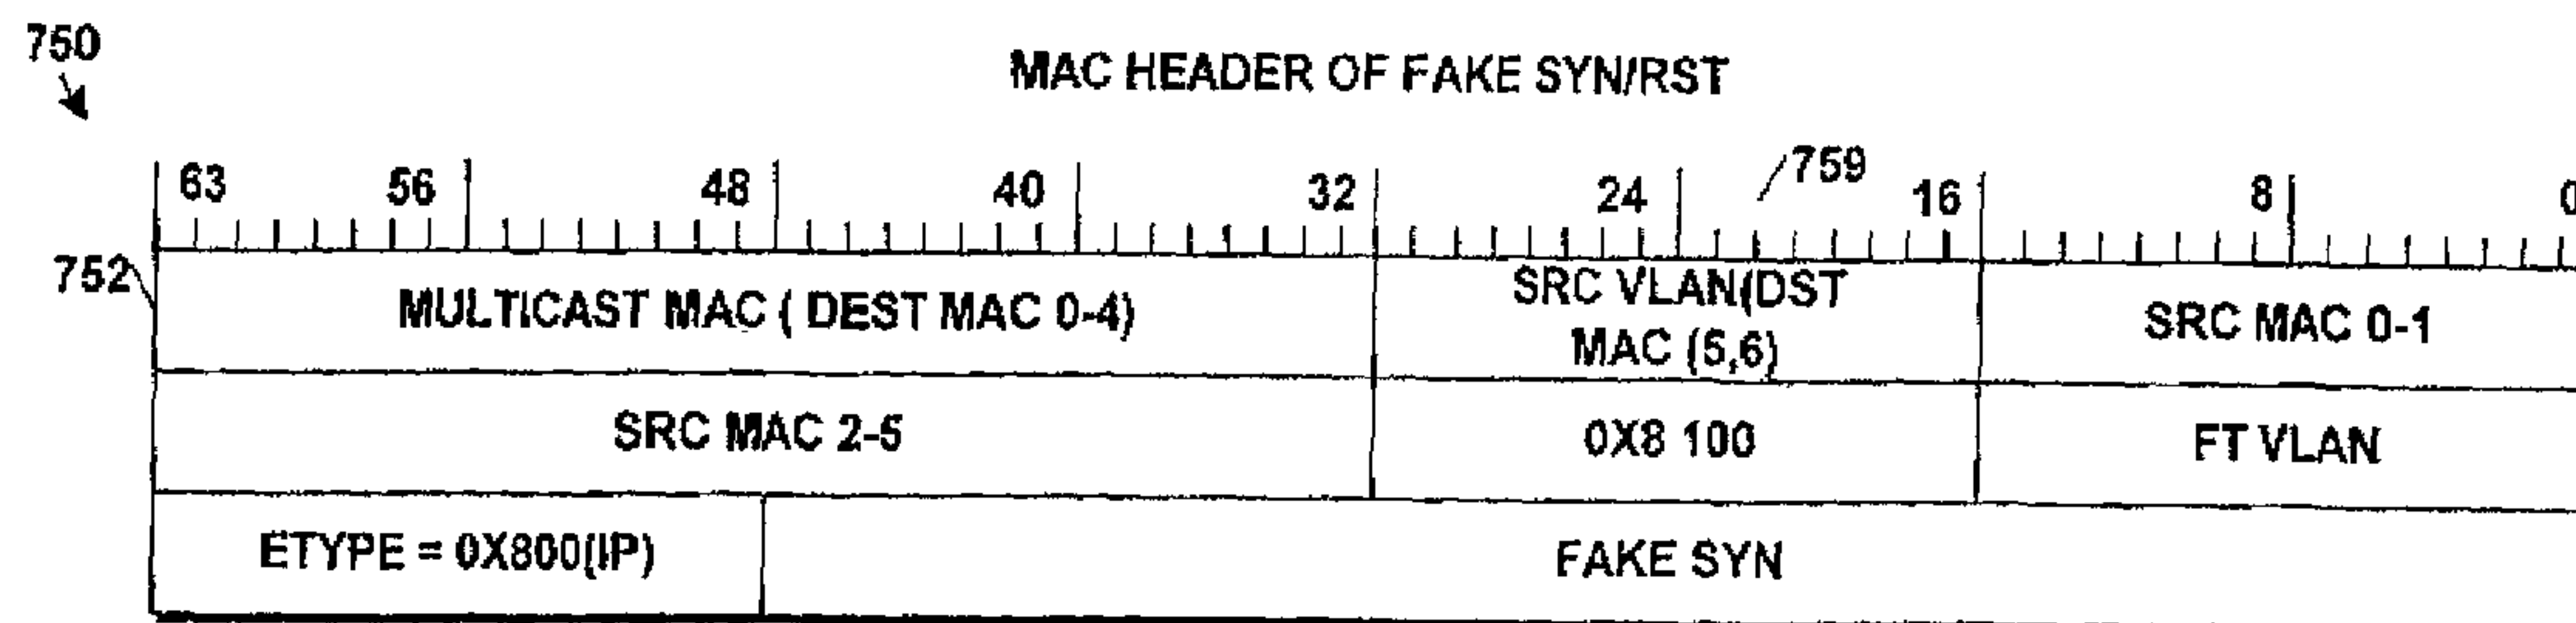 750
MAC HEADER OF FAKE SYN/RST
63 56 48 40 32 24 759 16 8 0
752
MULTICAST MAC ( DEST MAC 0-4)
SRC VLAN(DST
MAC (5,6)
SRC MAC 0-1
SRC MAC 2-5
0X8 100
FT VLAN
ETYPE = 0X800(IP)
FAKE SYN